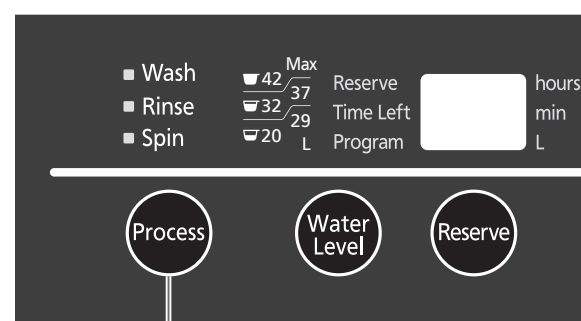 Wash
Rinse
Spin
Max
42
37
32
29
20
L
Reserve
hours
Time Left
min
Program
L
Process
Water
Level
Reserve